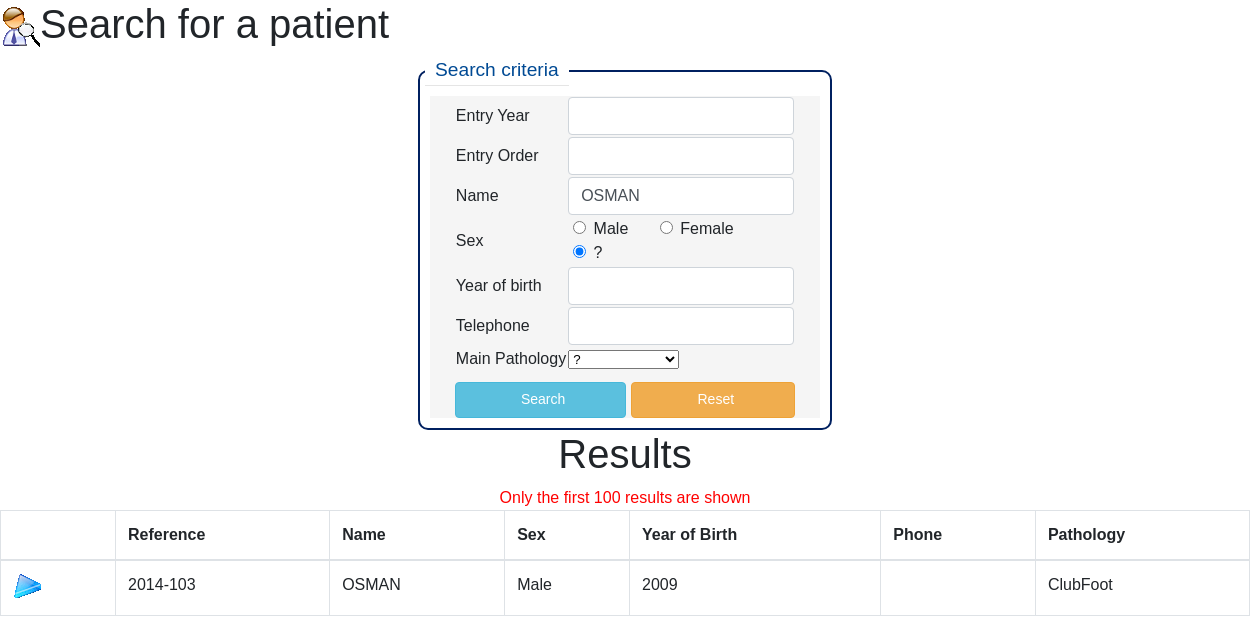 Search for a patient
Search criteria
Entry Year
Entry Order
Name OSMAN
Sex Male Female
?
Year of birth
Telephone
Main Pathology ?
Search Reset
Results
Only the first 100 results are shown
Reference Name Sex Year of Birth Phone Pathology
2014-103 OSMAN Male 2009 ClubFoot